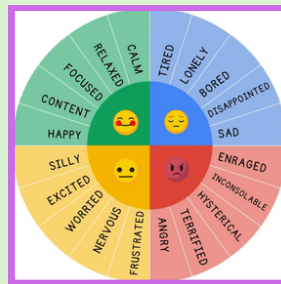 CALM
RELAXED
FOCUSED
CONTENT
HAPPY
TIRED
LONELY
BORED
DISAPPOINTED
SAD
SILLY
EXCITED
WORRIED
NERVOUS
FRUSTRATED
ENRAGED
INCONSOLABLE
HYSTERICAL
TERRIFIED
ANGRY